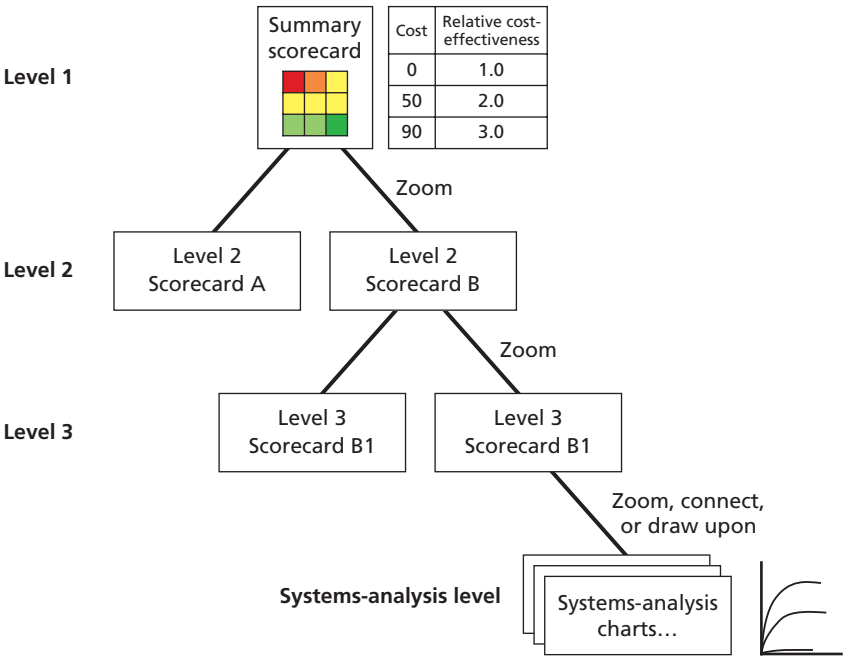 Summary
scorecard
Cost
Relative cost-
effectiveness
Level 1
0
1.0
50
2.0
90
3.0
Zoom
Level 2
Level 2
Scorecard A
Level 2
Scorecard B
Zoom
Level 3
Level 3
Scorecard B1
Level 3
Scorecard B1
Zoom, connect,
or draw upon
Systems-analysis level
Systems-analysis
charts…